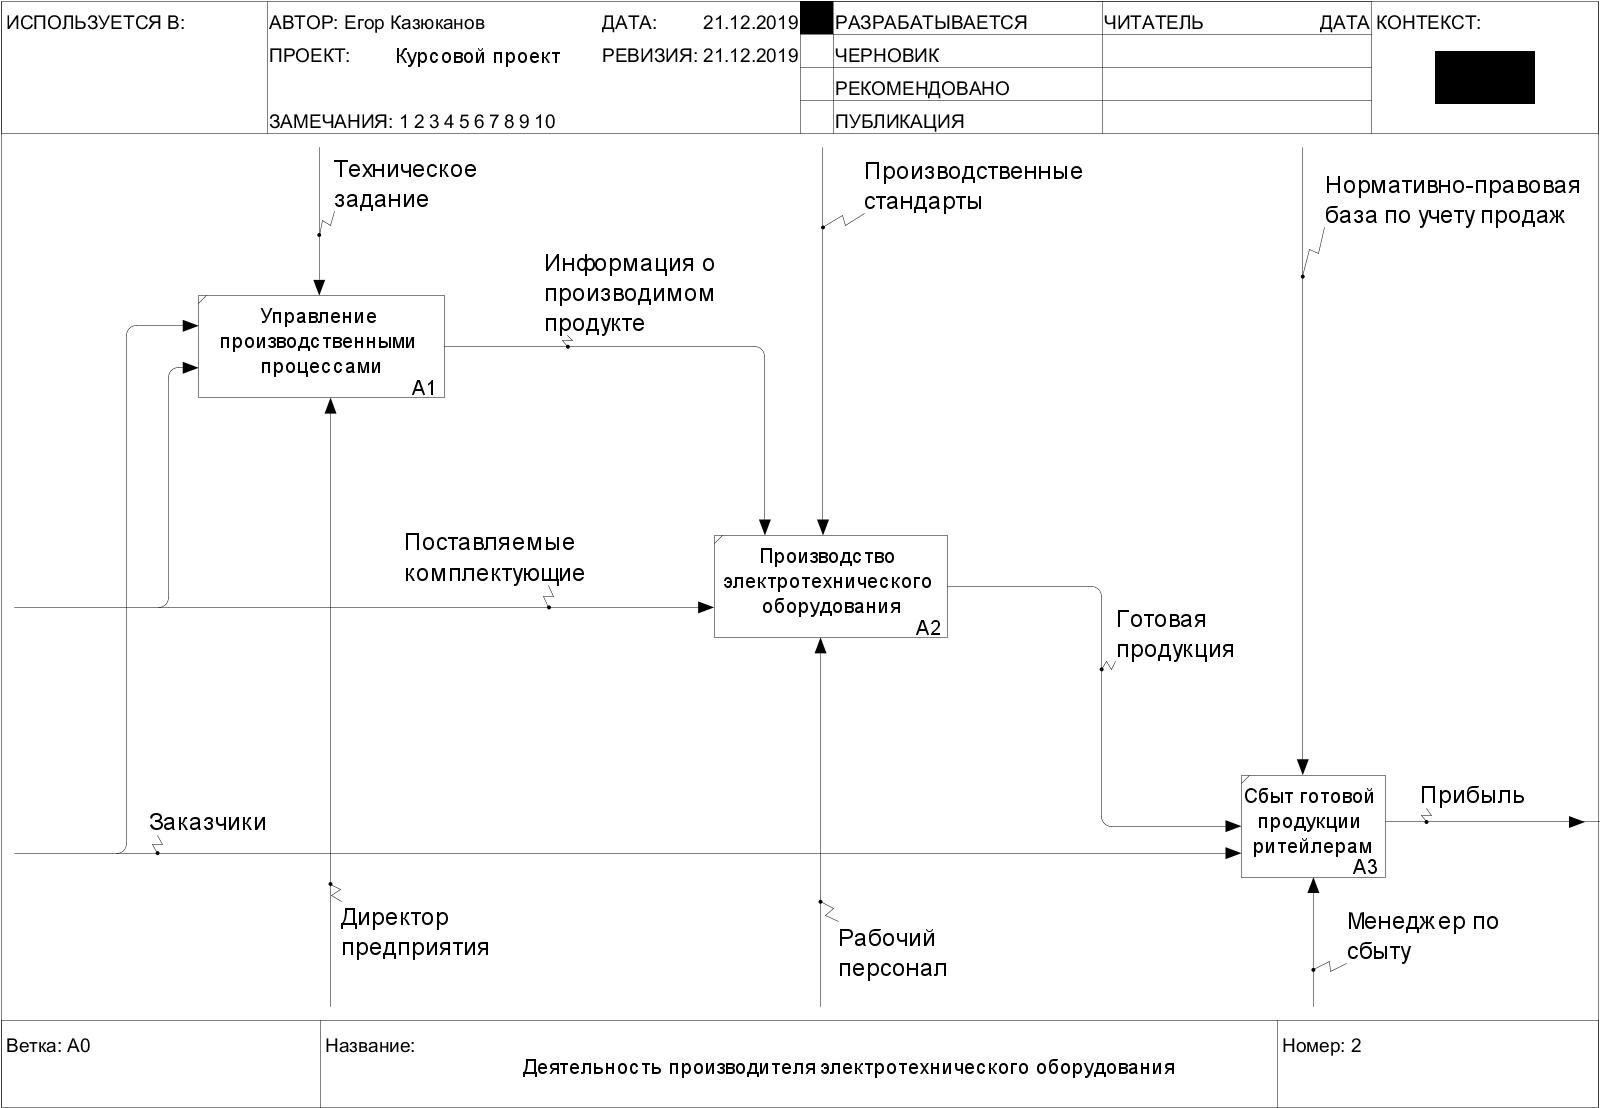 ИСПОЛЬЗУЕТСЯ В:
АВТОР: Егор Казюканов
ДАТА: 21.12.2019
РАЗРАБАТЫВАЕТСЯ
ЧИТАТЕЛЬ
ДАТА
КОНТЕКСТ:
ПРОЕКТ: Курсовой проект
РЕВИЗИЯ: 21.12.2019
ЧЕРНОВИК
РЕКОМЕНДОВАНО
ЗАМЕЧАНИЯ: 1 2 3 4 5 6 7 8 9 10
ПУБЛИКАЦИЯ
Техническое
задание
Производственные
стандарты
Нормативно-правовая
база по учету продаж
Информация о
производимом
продукте
Управление
производственными
процессами
A1
Поставляемые
комплектующие
Производство
электротехнического
оборудования
A2
Готовая
продукция
Заказчики
Сбыт готовой
продукции
ритейлерам
A3
Прибыль
Директор
предприятия
Рабочий
персонал
Менеджер по
сбыту
Ветка: A0
Название:
Деятельность производителя электротехнического оборудования
Номер: 2